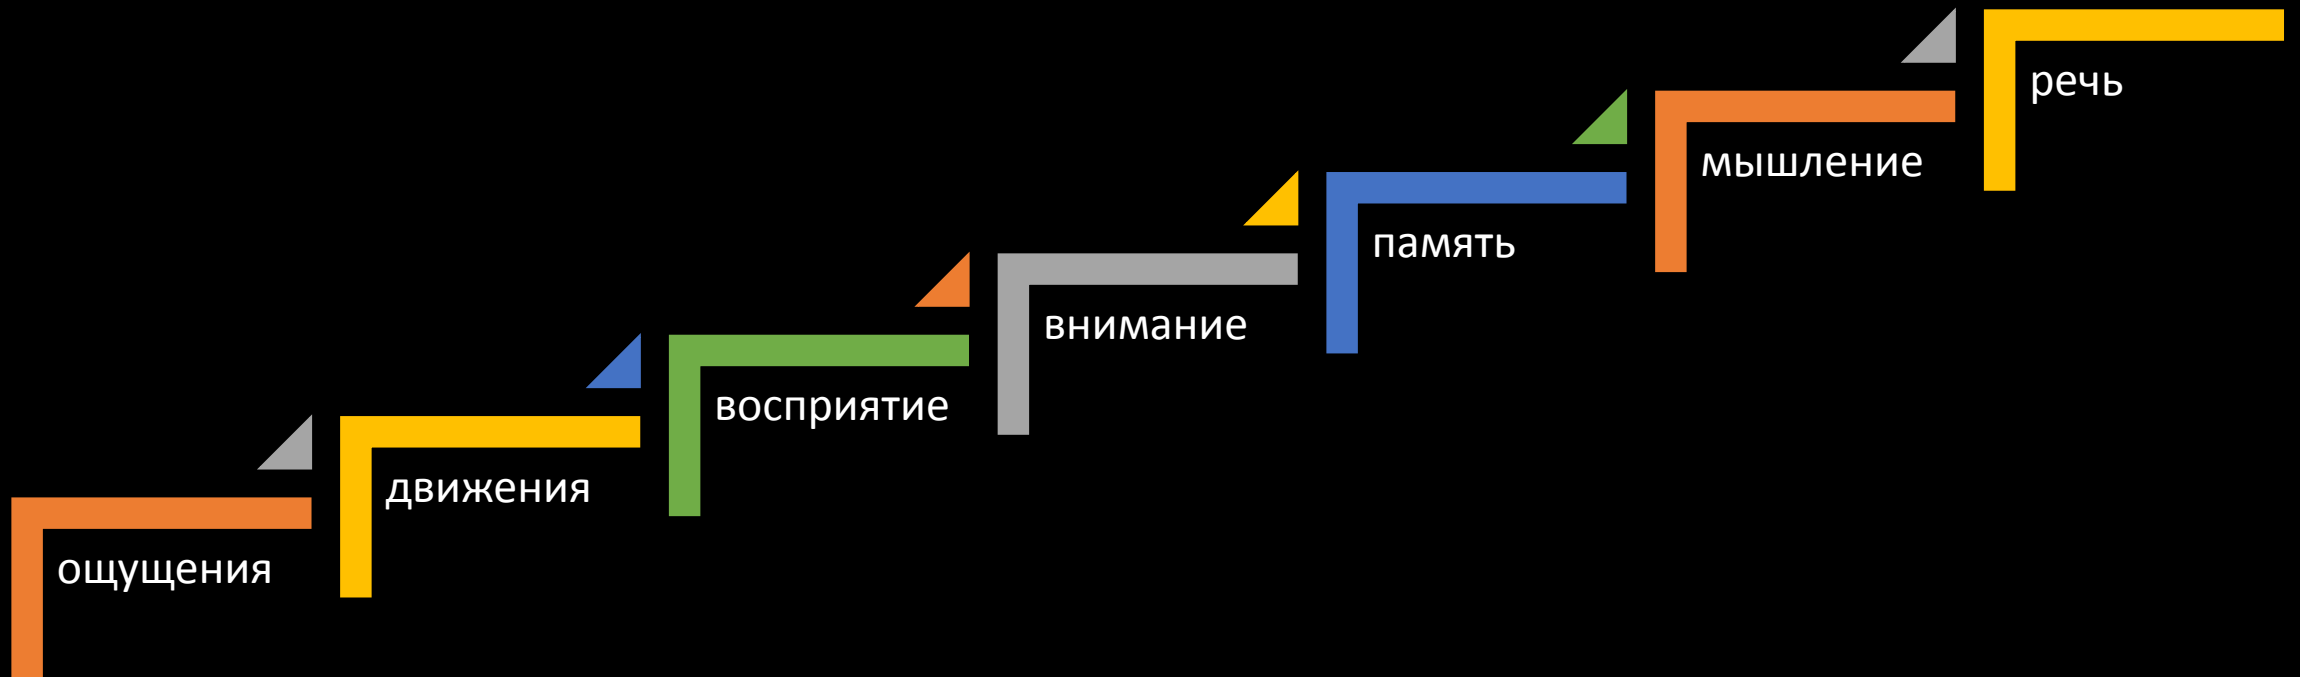 ощущения
движения
восприятие
внимание
память
мышление
речь